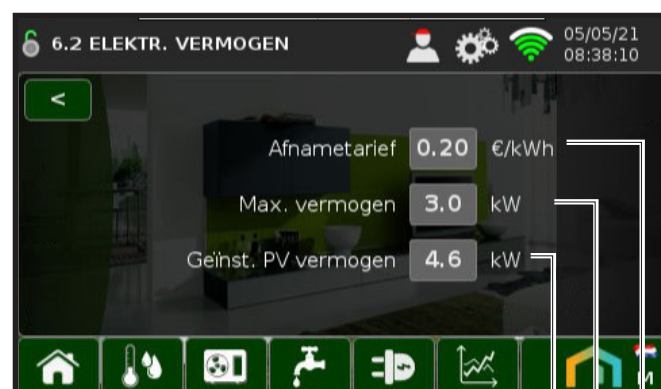 6.2 ELEKTR. VERMOGEN
05/05/21
08:38:10
<
Afnametarief 0.20 €/kWh
Max. vermogen 3.0 kW
Geïnst. PV vermogen 4.6 kW
M